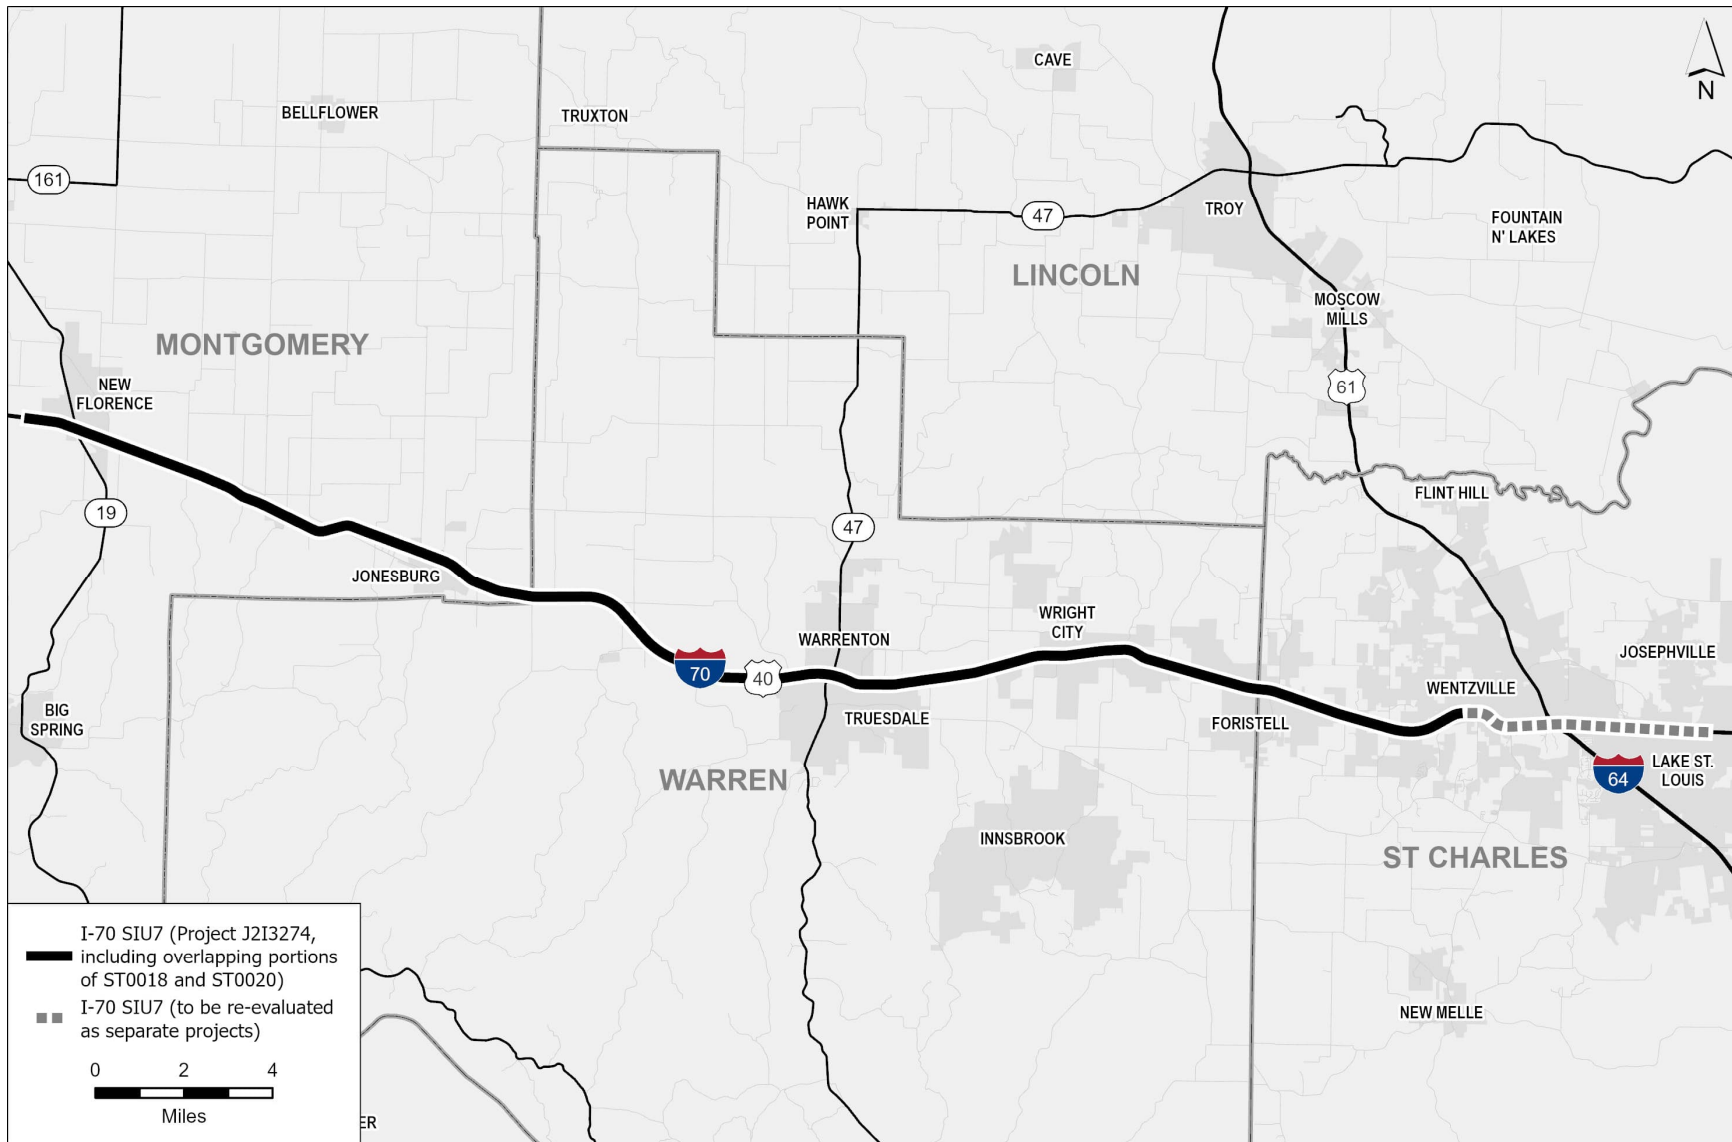 CAVE
N
BELLFLOWER
TRUXTON
161
HAWK
POINT
47
TROY
FOUNTAIN
N' LAKES
LINCOLN
MOSCOW
MILLS
MONTGOMERY
61
NEW
FLORENCE
FLINT HILL
19
47
JONESBURG
WRIGHT
CITY
WARRENTON
JOSEPHVILLE
70
40
WENTZVILLE
BIG
SPRING
TRUESDALE
FORISTELL
LAKE ST.
LOUIS
64
WARREN
INNSBROOK
ST CHARLES
NEW MELLE
I-70 SIU7 (Project J2I3274,
including overlapping portions
of ST0018 and ST0020)
I-70 SIU7 (to be re-evaluated
as separate projects)
0 2 4
Miles
ER